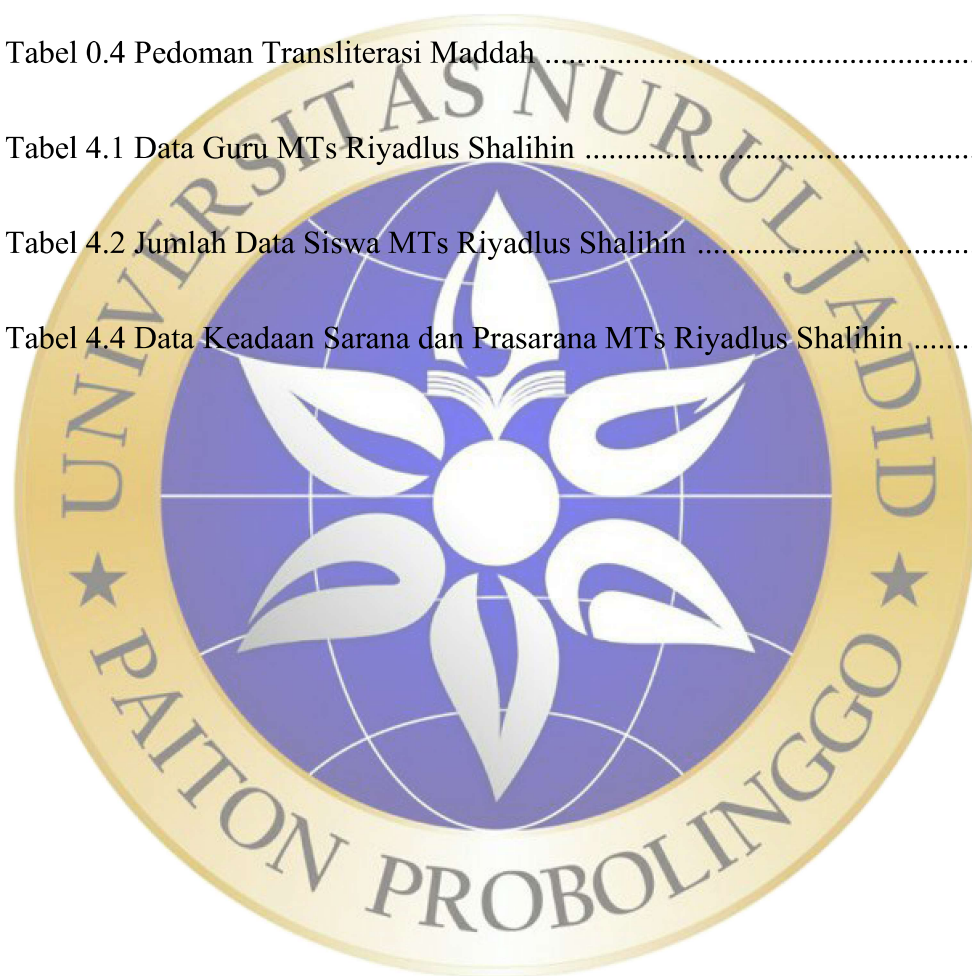 Tabel 0.4 Pedoman Transliterasi Maddah ......................................................
Tabel 4.1 Data Guru MTs Riyadlus Shalihin .................................................
Tabel 4.2 Jumlah Data Siswa MTs Riyadlus Shalihin ...................................
Tabel 4.4 Data Keadaan Sarana dan Prasarana MTs Riyadlus Shalihin .......
UNIVERSITAS NURUL JADID
PAITON PROBOLINGGO